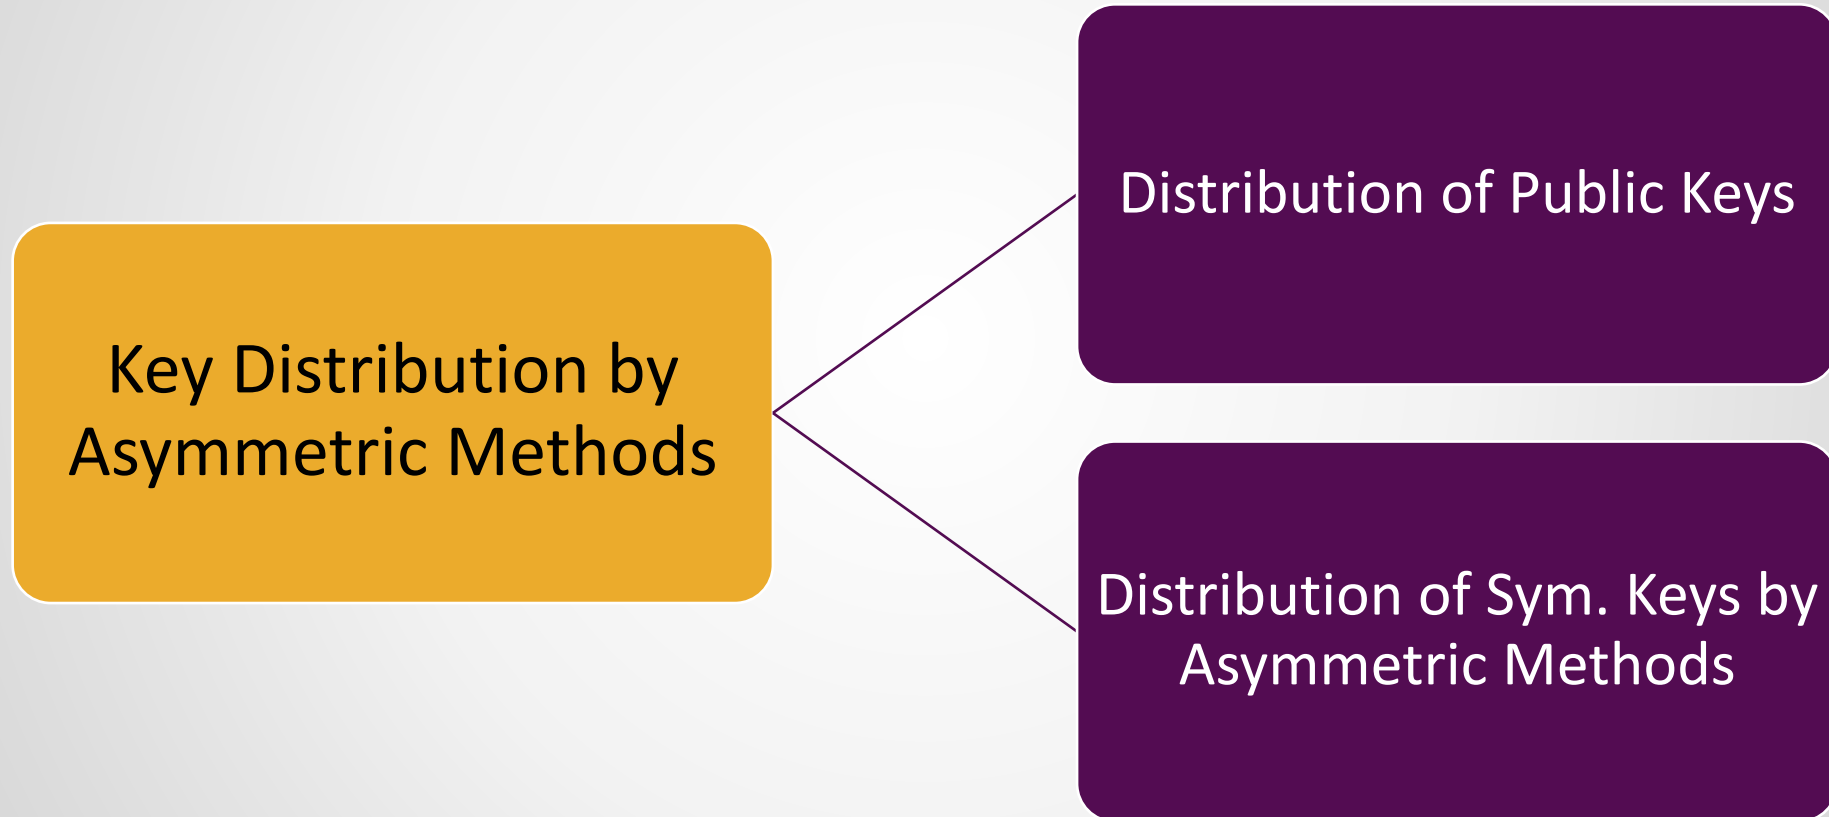 Distribution of Public Keys
Key Distribution by
Asymmetric Methods
Distribution of Sym. Keys by
Asymmetric Methods